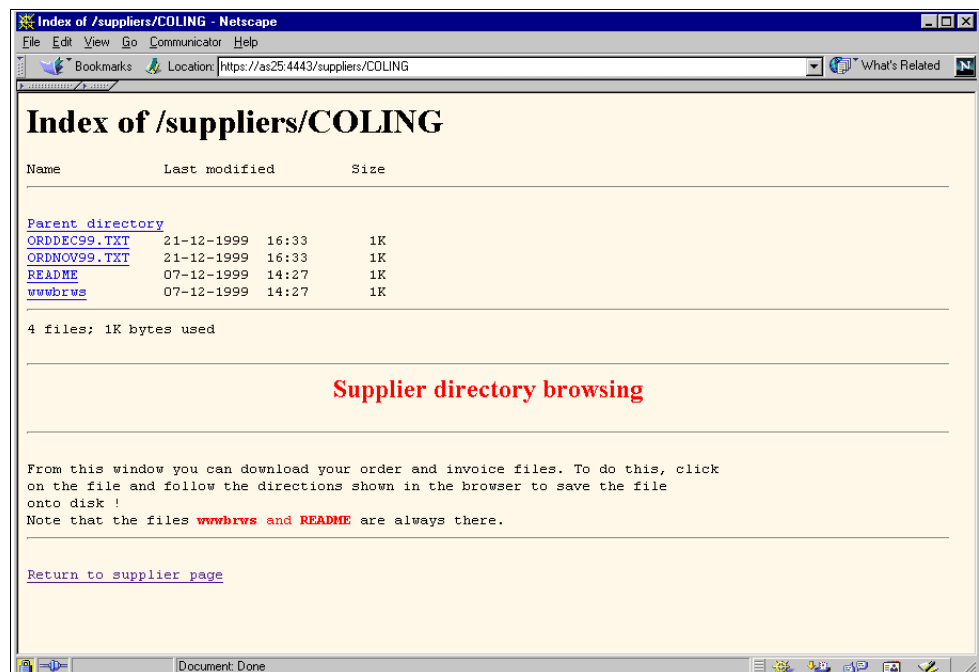 Index of /suppliers/COLING - Netscape
File Edit View Go Communicator Help
Bookmarks Location: https://as25:4443/suppliers/COLING What's Related N
Index of /suppliers/COLING
Name Last modified Size
Parent directory
ORDDEC99.TXT 21-12-1999 16:33 1K
ORDNOV99.TXT 21-12-1999 16:33 1K
README 07-12-1999 14:27 1K
wwwbrws 07-12-1999 14:27 1K
4 files; 1K bytes used
Supplier directory browsing
From this window you can download your order and invoice files. To do this, click
on the file and follow the directions shown in the browser to save the file
onto disk !
Note that the files wwwbrws and README are always there.
Return to supplier page
Document: Done